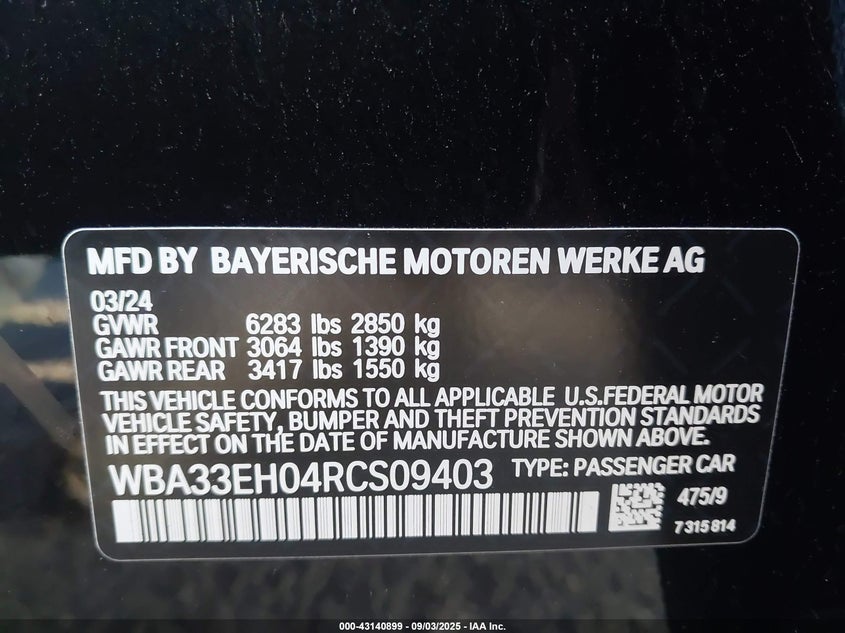 MFD BY BAYERISCHE MOTOREN WERKE AG
03/24
GVWR 6283 lbs 2850 kg
GAWR FRONT 3064 lbs 1390 kg
GAWR REAR 3417 lbs 1550 kg
THIS VEHICLE CONFORMS TO ALL APPLICABLE U.S.FEDERAL MOTOR
VEHICLE SAFETY, BUMPER AND THEFT PREVENTION STANDARDS
IN EFFECT ON THE DATE OF MANUFACTURE SHOWN ABOVE.
WBA33EH04RCS09403 TYPE: PASSENGER CAR
475/9
7315814
000-43140899 - 09/03/2025 - IAA Inc.